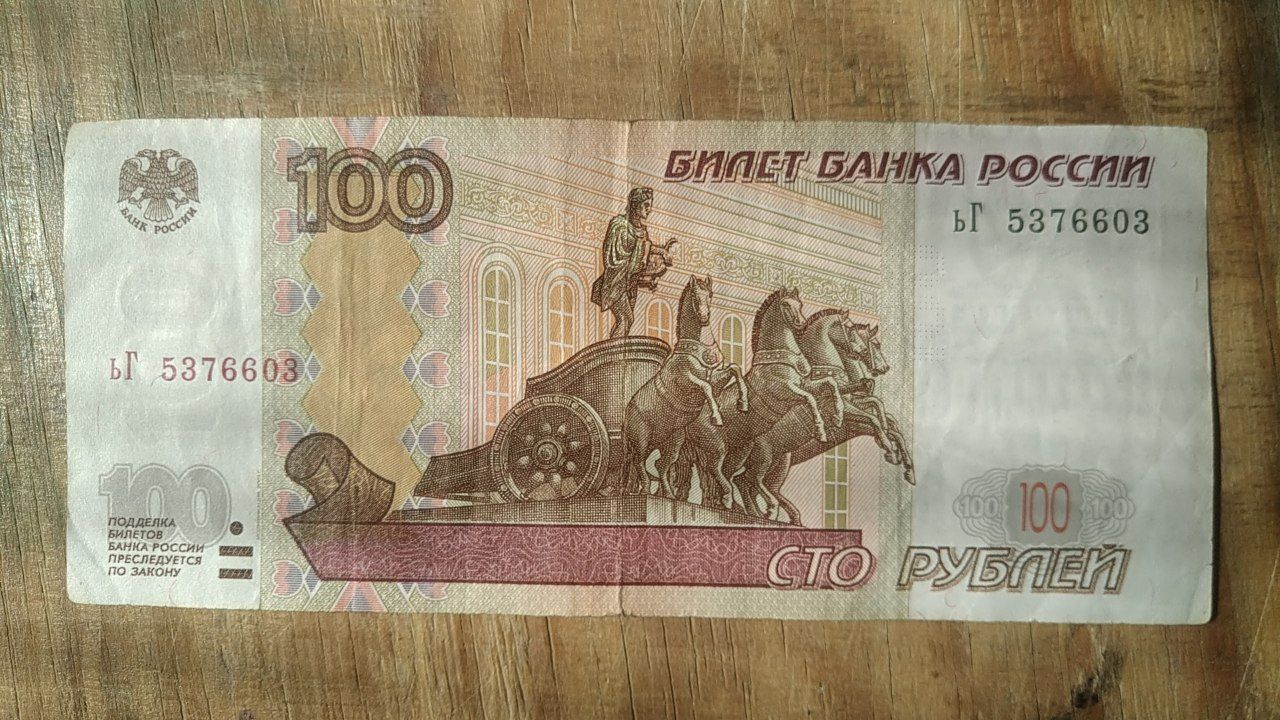 100
БИЛЕТ БАНКА РОССИИ
БАНК РОССИИ
ьГ 5376603
ьГ 5376603
100
100
100
100
ПОДДЕЛКА
БИЛЕТОВ
БАНКА РОССИИ
ПРЕСЛЕДУЕТСЯ
ПО ЗАКОНУ
СТО РУБЛЕЙ